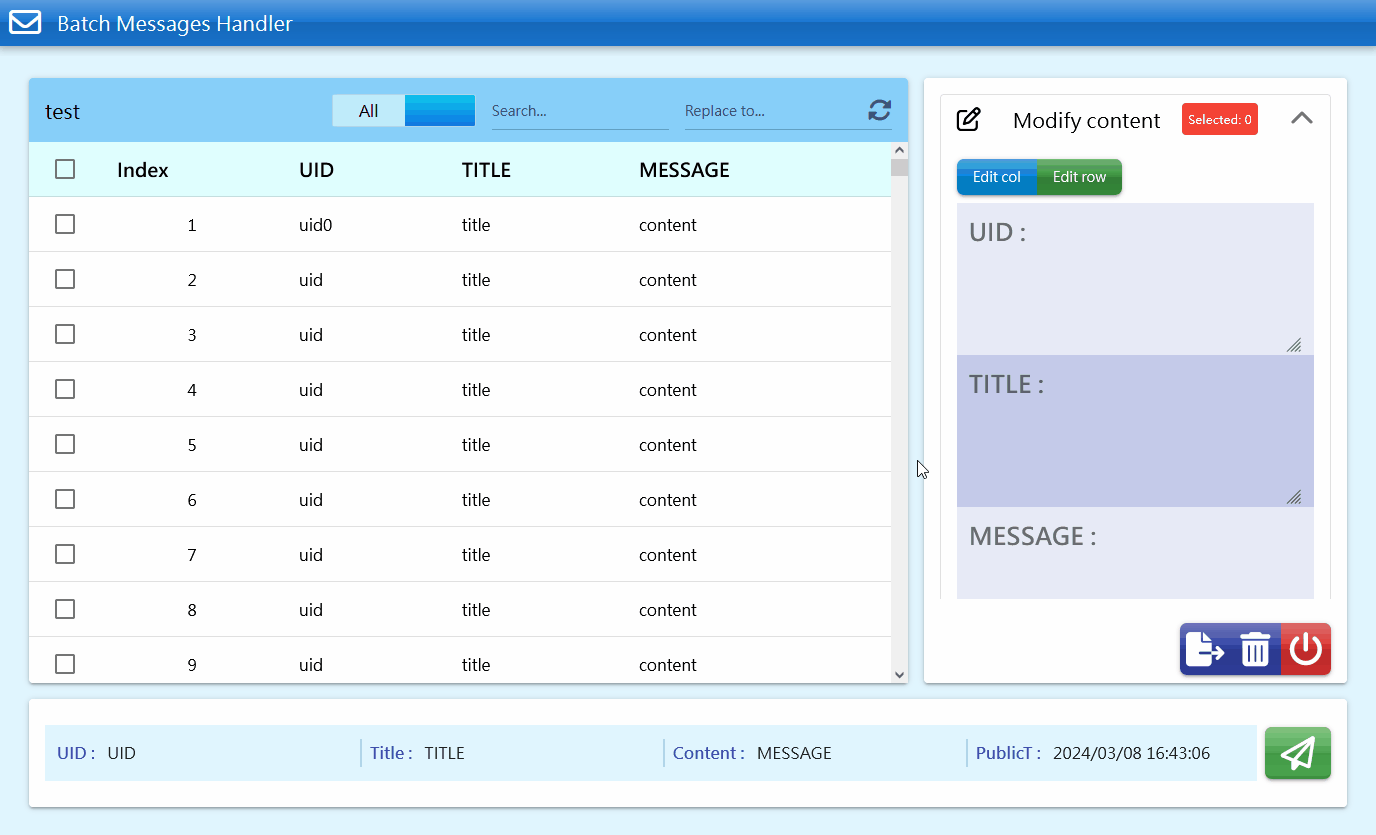 Batch Messages Handler
test All Search... Replace to...
Index UID TITLE MESSAGE
1 uid0 title content
2 uid title content
3 uid title content
4 uid title content
5 uid title content
6 uid title content
7 uid title content
8 uid title content
9 uid title content
Modify content Selected: 0
Edit col Edit row
UID :
TITLE :
MESSAGE :
UID : UID Title : TITLE Content : MESSAGE PublicT : 2024/03/08 16:43:06